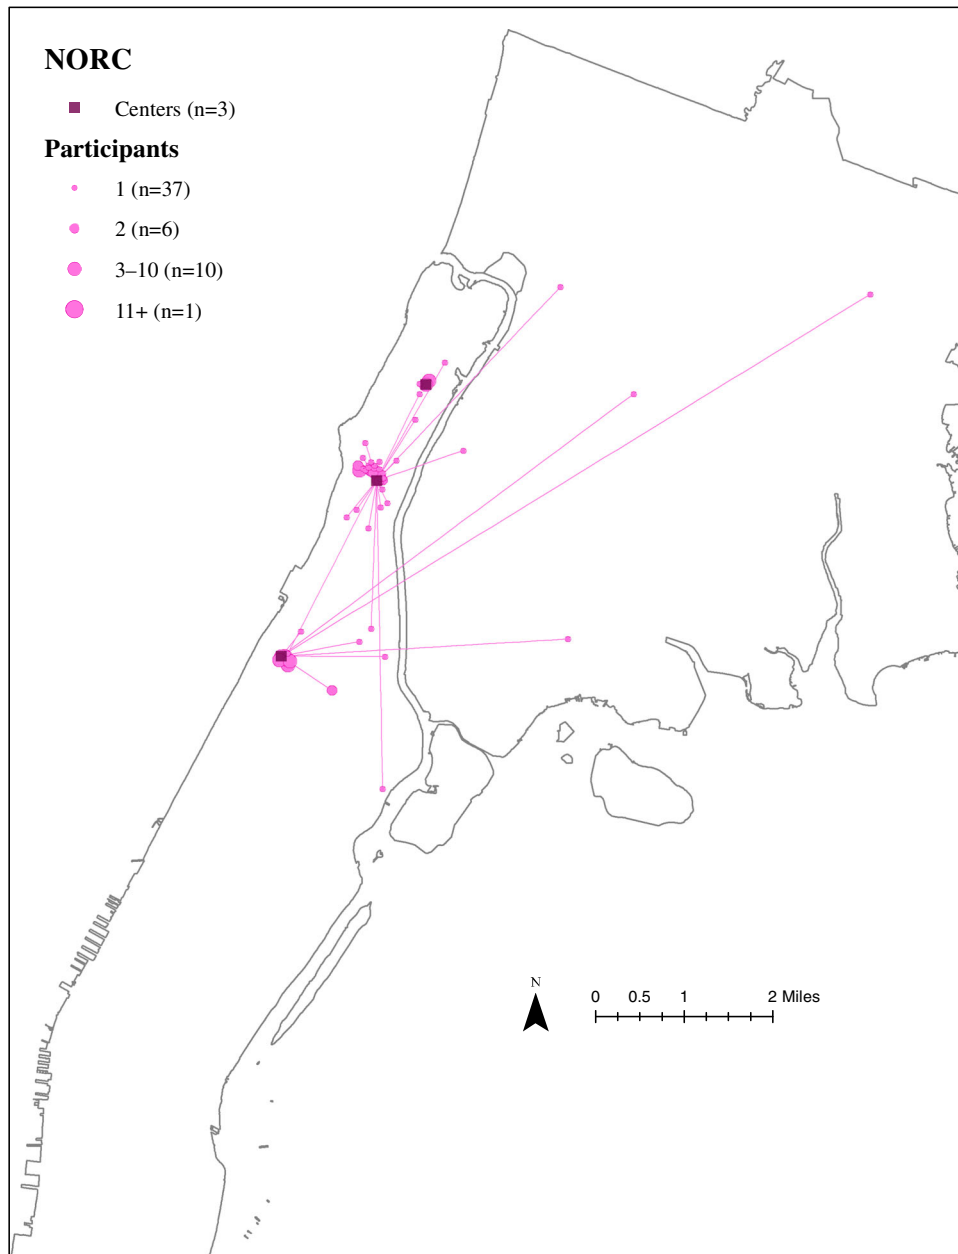 NORC
Centers (n=3)
Participants
1 (n=37)
2 (n=6)
3–10 (n=10)
11+ (n=1)
N
0 0.5 1 2 Miles